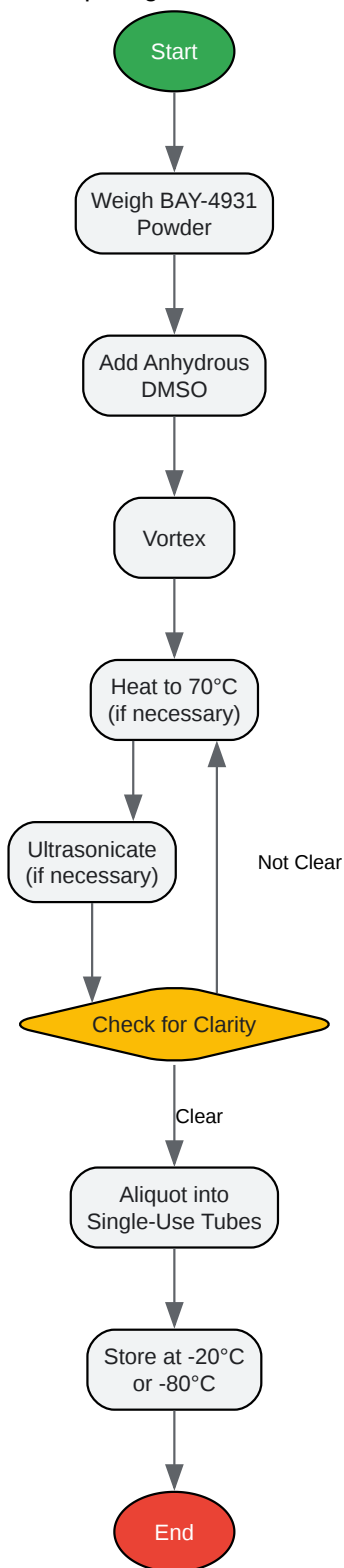 Start
Weigh BAY-4931
Powder
Add Anhydrous
DMSO
Vortex
Heat to 70°C
(if necessary)
Ultrasonicate
(if necessary)
Not Clear
Check for Clarity
Clear
Aliquot into
Single-Use Tubes
Store at -20°C
or -80°C
End